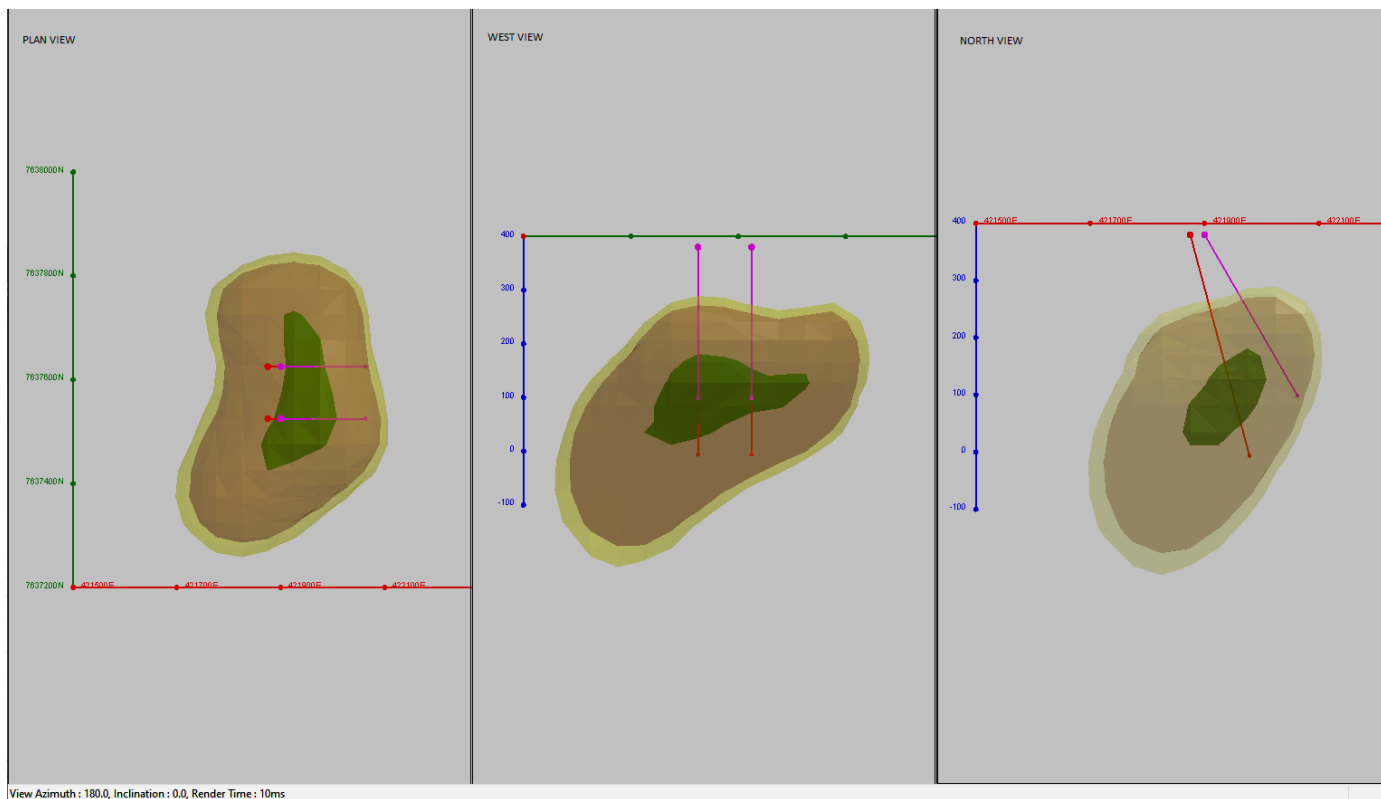 PLAN VIEW
7638000N
7637800N
7637600N
7637400N
7637200N
421500E
421700E
421900E
422100E
WEST VIEW
400
300
200
100
0
-100
NORTH VIEW
400
421500E
421700E
421900E
422100E
300
200
100
0
-100
View Azimuth : 180.0, Inclination : 0.0, Render Time : 10ms